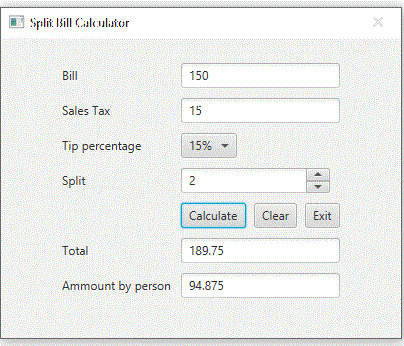 Split Bill Calculator
Bill 150
Sales Tax 15
Tip percentage 15%
Split 2
Calculate Clear Exit
Total 189.75
Ammount by person 94.875